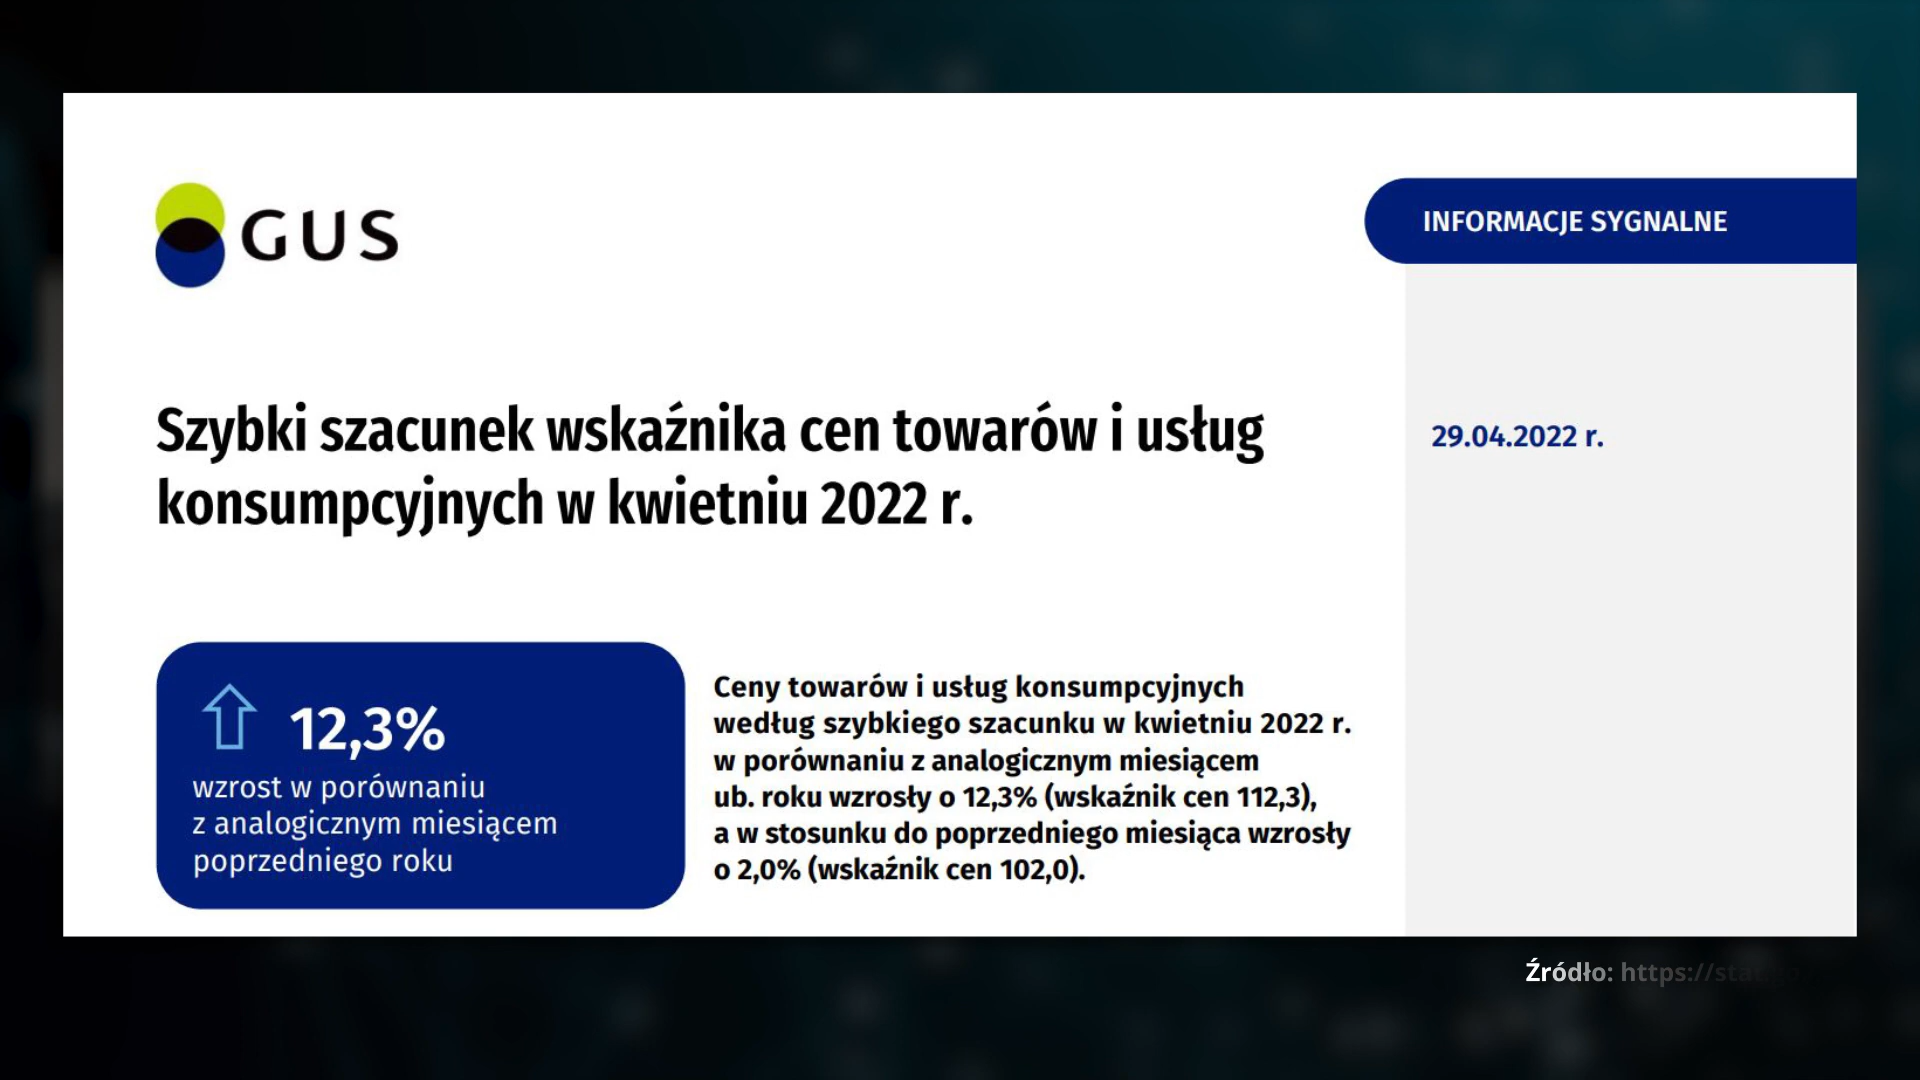 GUS
INFORMACJE SYGNALNE
Szybki szacunek wskaźnika cen towarów i usług
konsumpcyjnych w kwietniu 2022 r.
29.04.2022 r.
12,3%
wzrost w porównaniu
z analogicznym miesiącem
poprzedniego roku
Ceny towarów i usług konsumpcyjnych
według szybkiego szacunku w kwietniu 2022 r.
w porównaniu z analogicznym miesiącem
ub. roku wzrosły o 12,3% (wskaźnik cen 112,3),
a w stosunku do poprzedniego miesiąca wzrosły
o 2,0% (wskaźnik cen 102,0).
Źródło: